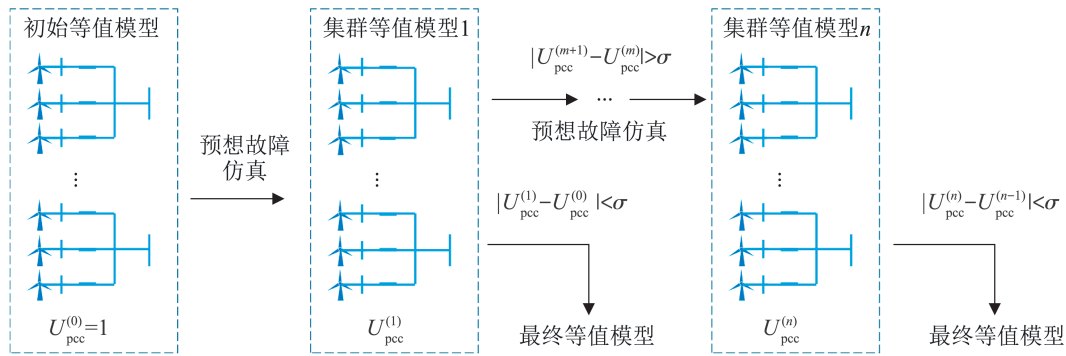 初始等值模型
⋮
U_pcc^(0)=1
预想故障
仿真
集群等值模型1
⋮
U_pcc^(1)
|U_pcc^(m+1)−U_pcc^(m)|>σ
···
预想故障仿真
|U_pcc^(1)−U_pcc^(0)|<σ
最终等值模型
集群等值模型n
⋮
U_pcc^(n)
|U_pcc^(n)−U_pcc^(n−1)|<σ
最终等值模型